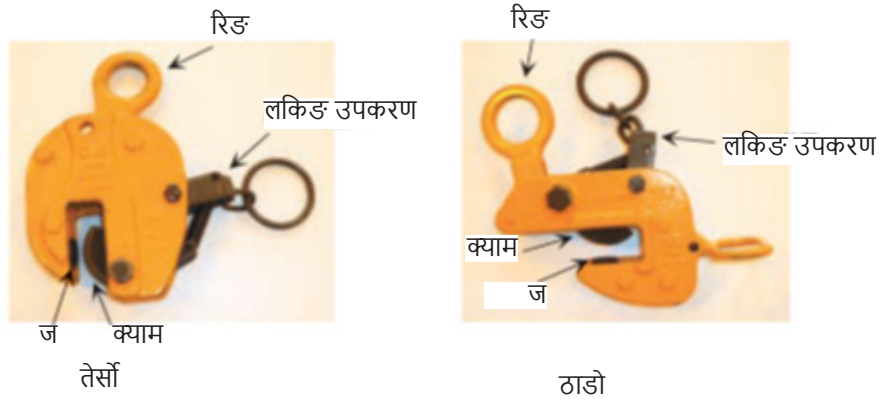 रिङ
लकिङ उपकरण
ज
क्याम
तेर्सो
रिङ
लकिङ उपकरण
क्याम
ज
ठाडो